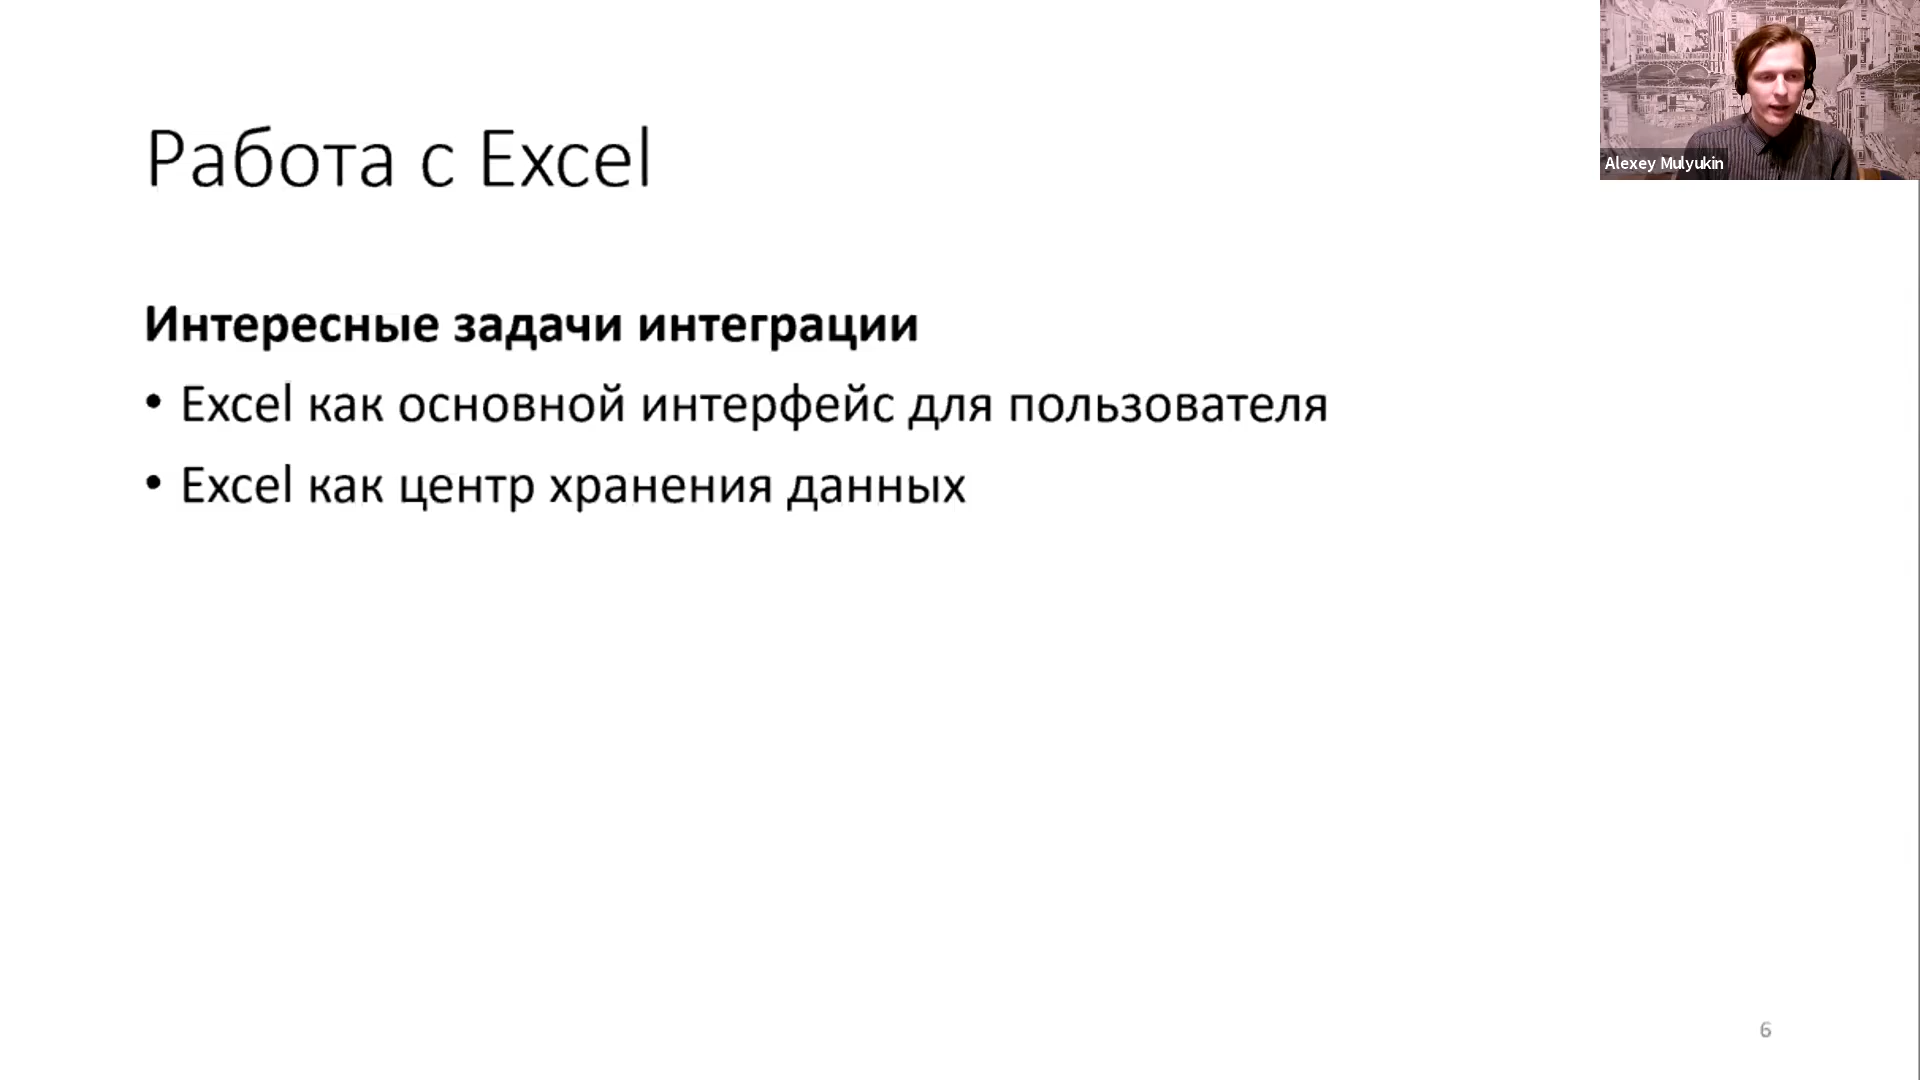 Работа с Excel
Alexey Mulyukin
Интересные задачи интеграции
• Excel как основной интерфейс для пользователя
• Excel как центр хранения данных
6